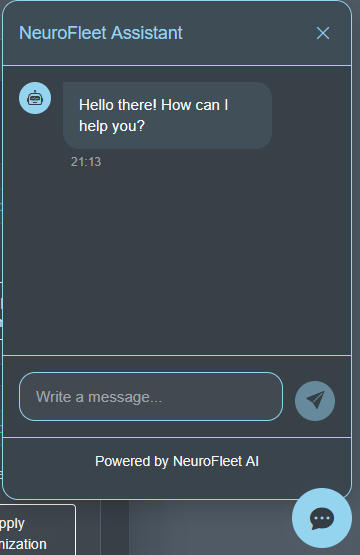 NeuroFleet Assistant
Hello there! How can I
help you?
21:13
Write a message...
Powered by NeuroFleet AI
pply
nization